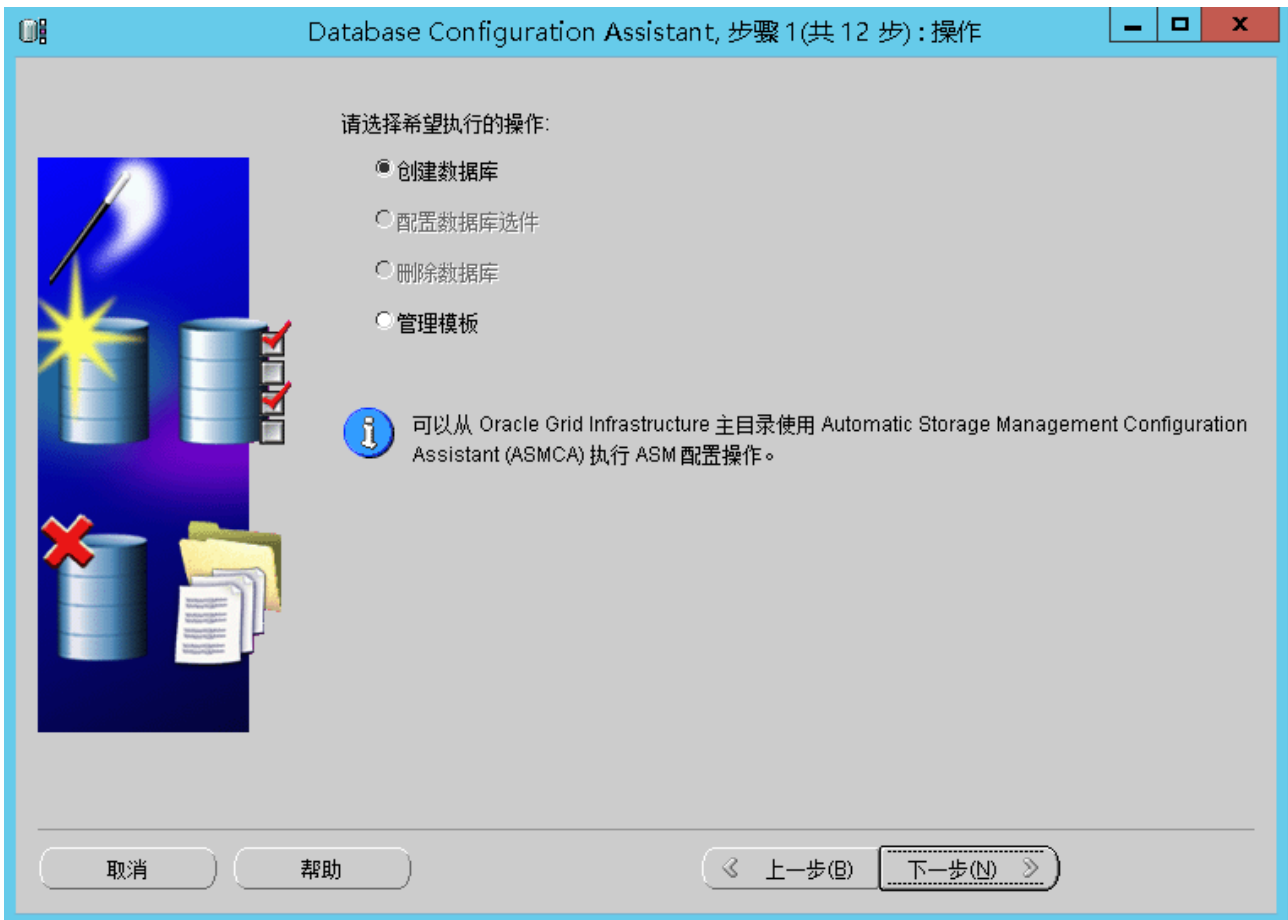 Database Configuration Assistant, 步骤 1(共 12 步) : 操作
请选择希望执行的操作:
创建数据库
配置数据库选件
删除数据库
管理模板
可以从 Oracle Grid Infrastructure 主目录使用 Automatic Storage Management Configuration
Assistant (ASMCA) 执行 ASM 配置操作。
取消
帮助
上一步(B)
下一步(N)